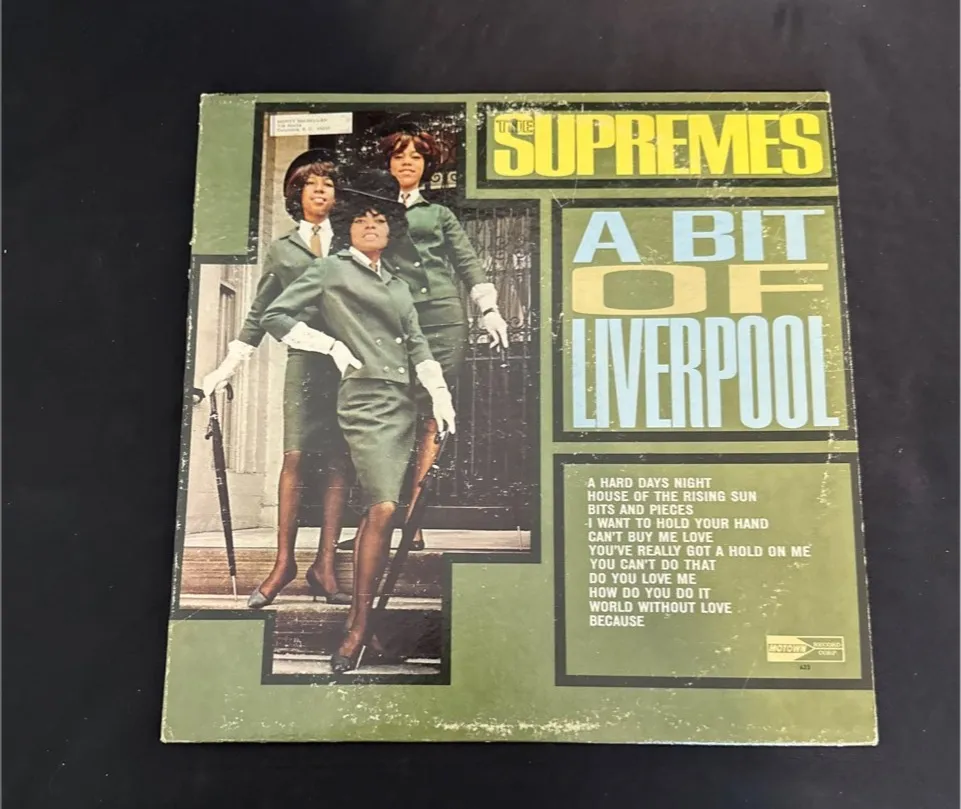 THE
SUPREMES
A BIT
OF
LIVERPOOL
A HARD DAYS NIGHT
HOUSE OF THE RISING SUN
BITS AND PIECES
I WANT TO HOLD YOUR HAND
CAN'T BUY ME LOVE
YOU'VE REALLY GOT A HOLD ON ME
YOU CAN'T DO THAT
DO YOU LOVE ME
HOW DO YOU DO IT
WORLD WITHOUT LOVE
BECAUSE
MOTOWN
RECORD
CORP
623